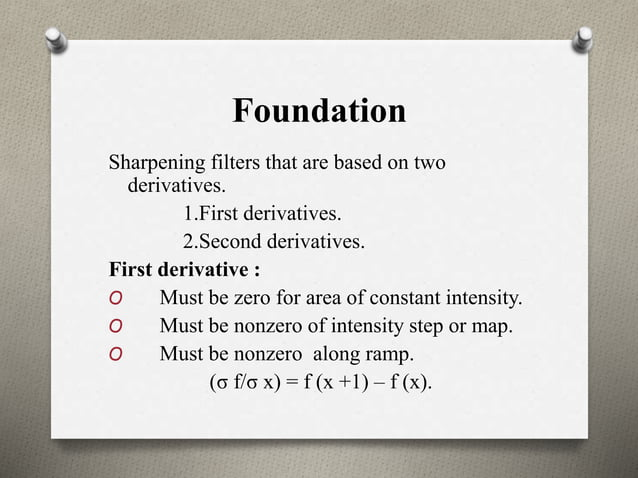 Foundation
Sharpening filters that are based on two
derivatives.
1.First derivatives.
2.Second derivatives.
First derivative :
O Must be zero for area of constant intensity.
O Must be nonzero of intensity step or map.
O Must be nonzero along ramp.
(σ f/σ x) = f (x +1) – f (x).